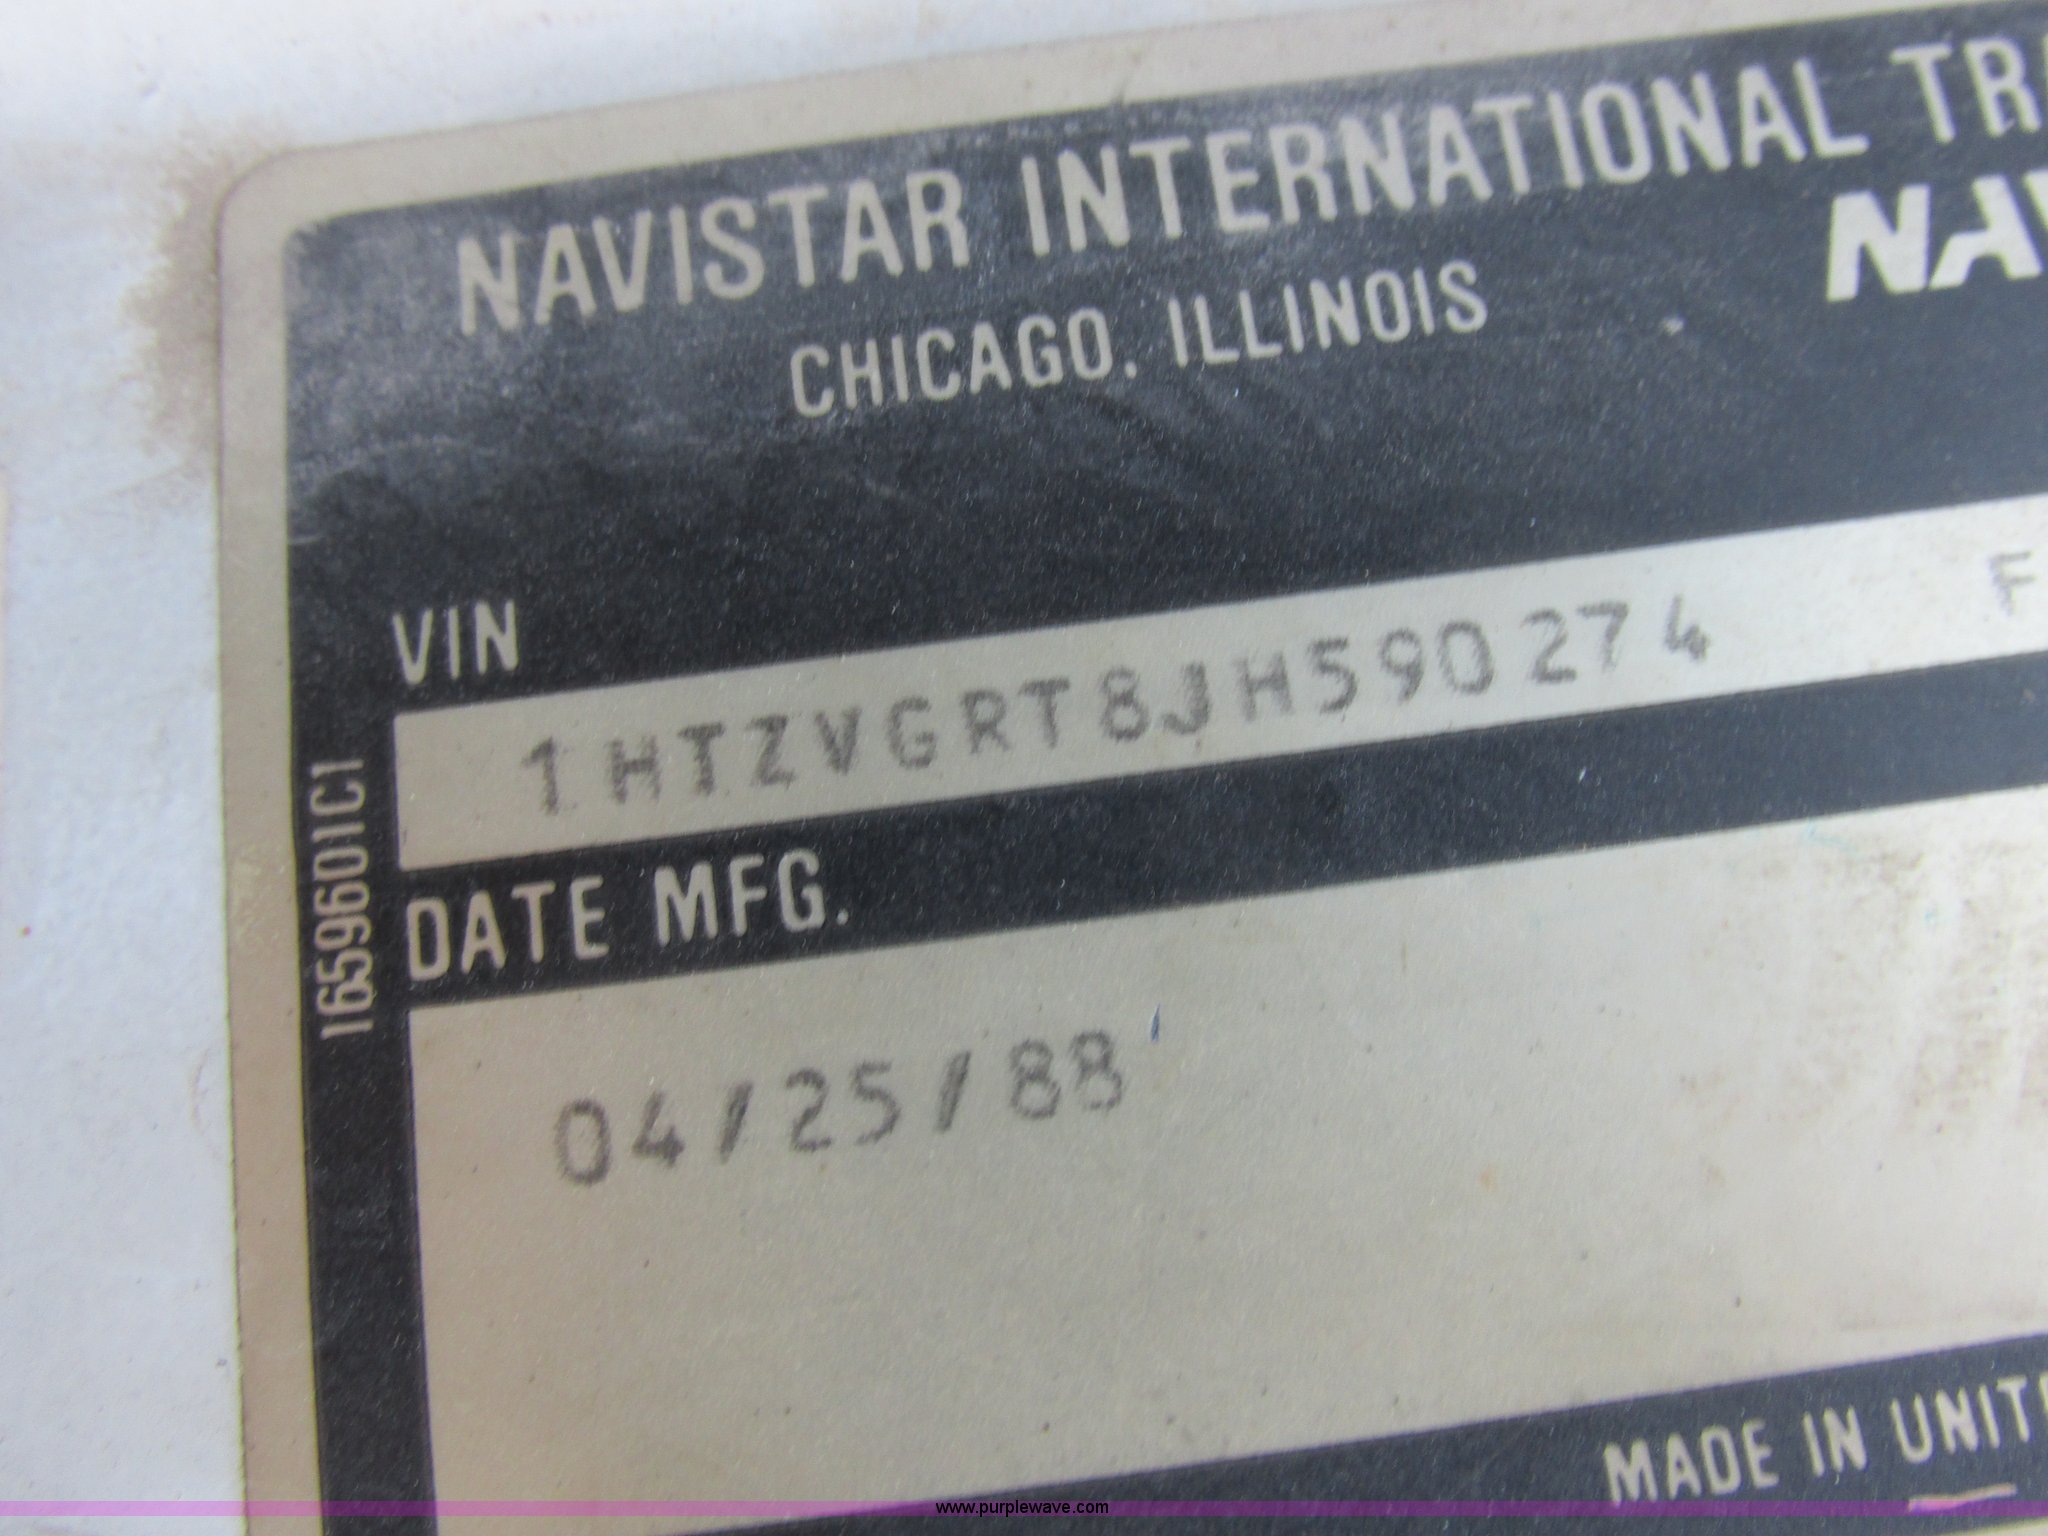 NAVISTAR INTERNATIONAL TR
NAV
CHICAGO, ILLINOIS
VIN
1HTZVGRT8JH590274 F
DATE MFG.
1659601C1
04/25/88
MADE IN UNIT
www.purplewave.com